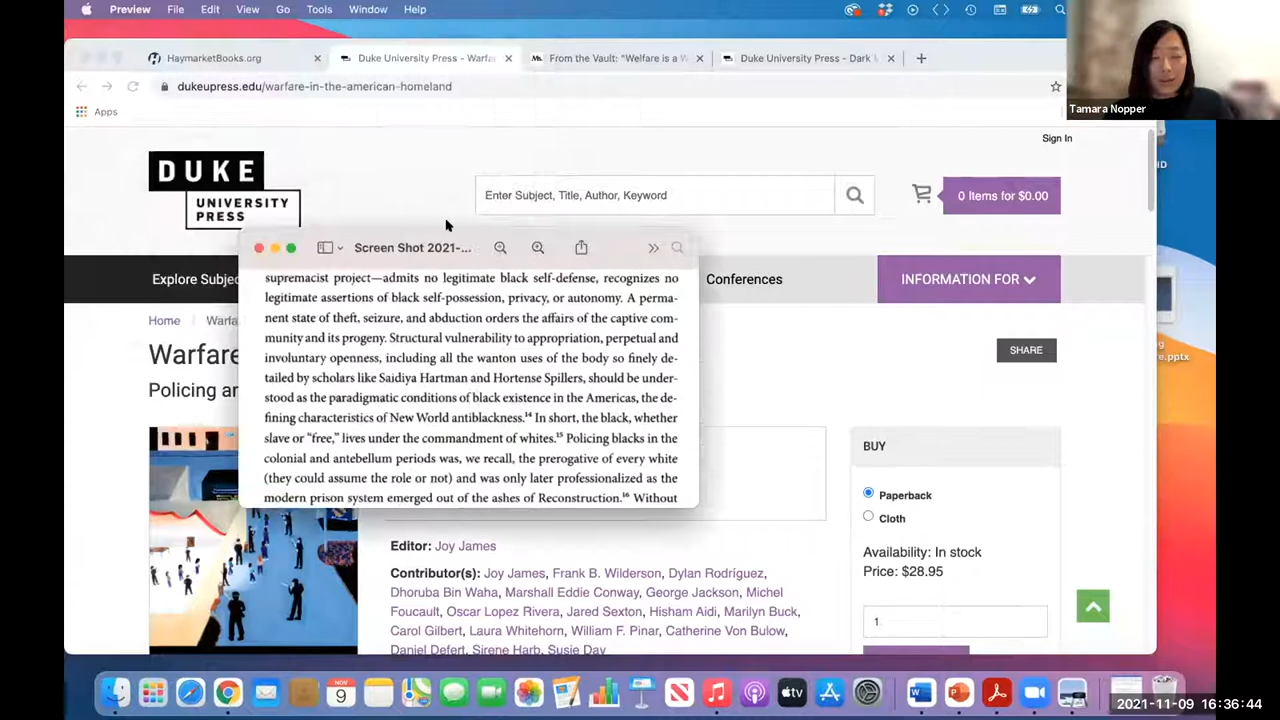 Preview File Edit View Go Tools Window Help
HaymarketBooks.org
Duke University Press - Warfa
From the Vault: "Welfare is a W
Duke University Press - Dark
dukeupress.edu/warfare-in-the-american-homeland
Apps
Tamara Nopper
Sign In
DUKE
UNIVERSITY
PRESS
Enter Subject, Title, Author, Keyword
0 Items for $0.00
Screen Shot 2021-...
Explore Subjec
Conferences
INFORMATION FOR
Home Warfa
Warfare
Policing ar
SHARE
supremacist project—admits no legitimate black self-defense, recognizes no
legitimate assertions of black self-possession, privacy, or autonomy. A perma-
nent state of theft, seizure, and abduction orders the affairs of the captive com-
munity and its progeny. Structural vulnerability to appropriation, perpetual and
involuntary openness, including all the wanton uses of the body so finely de-
tailed by scholars like Saidiya Hartman and Hortense Spillers, should be under-
stood as the paradigmatic conditions of black existence in the Americas, the de-
fining characteristics of New World antiblackness.14 In short, the black, whether
slave or "free," lives under the commandment of whites.15 Policing blacks in the
colonial and antebellum periods was, we recall, the prerogative of every white
(they could assume the role or not) and was only later professionalized as the
modern prison system emerged out of the ashes of Reconstruction.16 Without
BUY
Paperback
Cloth
Availability: In stock
Price: $28.95
1
Editor: Joy James
Contributor(s): Joy James, Frank B. Wilderson, Dylan Rodríguez,
Dhoruba Bin Waha, Marshall Eddie Conway, George Jackson, Michel
Foucault, Oscar Lopez Rivera, Jared Sexton, Hisham Aidi, Marilyn Buck,
Carol Gilbert, Laura Whitehorn, William F. Pinar, Catherine Von Bulow,
Daniel Defert, Sirene Harb, Susie Day
HD
re.pptx
NOV
9
tv
2021-11-09 16:36:44